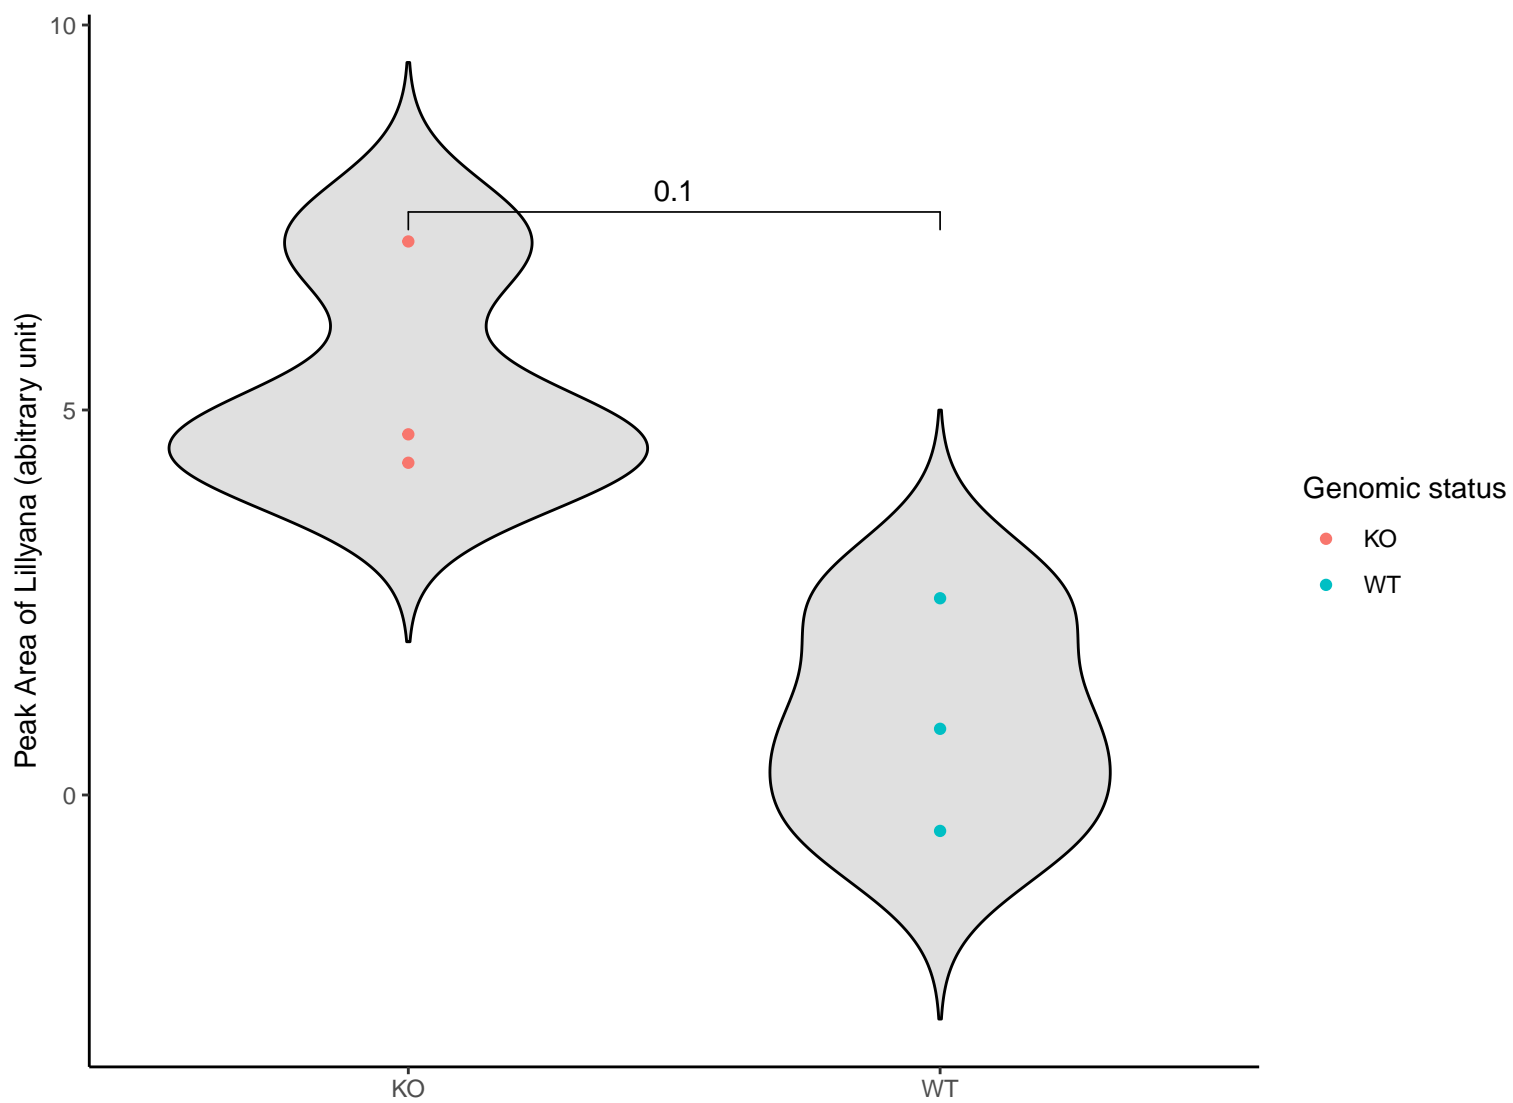 10
0.1
5
0
Peak Area of Lillyana (abitrary unit)
KO
WT
Genomic status
KO
WT